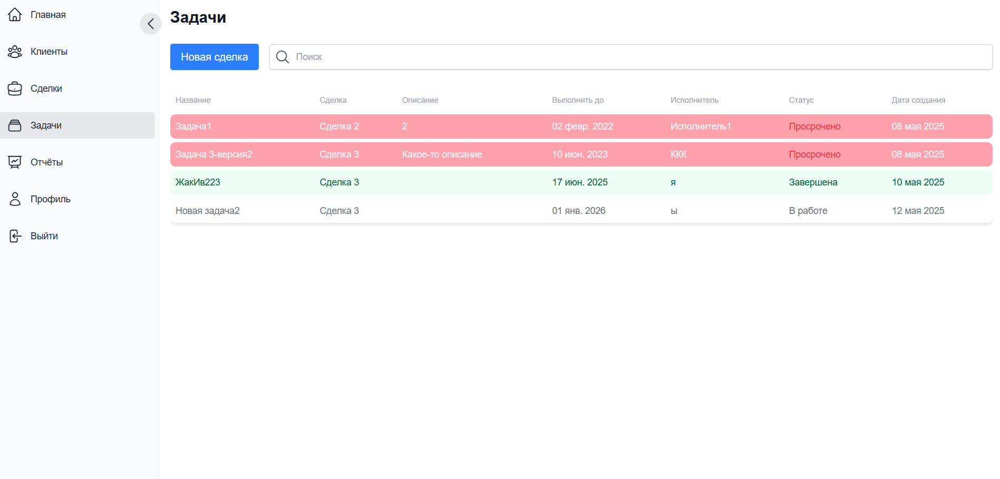 Главная
Клиенты
Сделки
Задачи
Отчёты
Профиль
Выйти
Задачи
Новая сделка
Поиск
Название Сделка Описание Выполнить до Исполнитель Статус Дата создания
Задача1 Сделка 2 2 02 февр. 2022 Исполнитель1 Просрочено 08 мая 2025
Задача 3-версия2 Сделка 3 Какое-то описание 10 июн. 2023 ККК Просрочено 08 мая 2025
ЖакИв223 Сделка 3 17 июн. 2025 я Завершена 10 мая 2025
Новая задача2 Сделка 3 01 янв. 2026 ы В работе 12 мая 2025